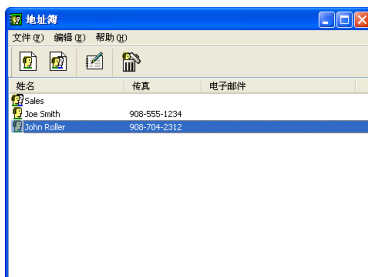 地址簿
文件(F) 编辑(E) 帮助(H)
姓名 传真 电子邮件
Sales
Joe Smith 908-555-1234
John Roller 908-704-2312